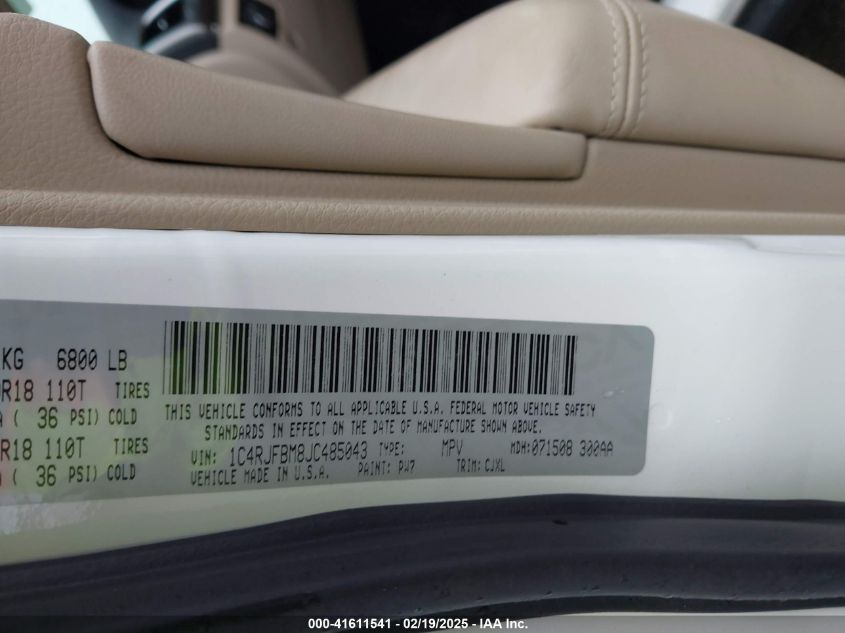 KG 6800 LB
R18 110T TIRES
( 36 PSI) COLD
R18 110T TIRES
( 36 PSI) COLD
THIS VEHICLE CONFORMS TO ALL APPLICABLE U.S.A. FEDERAL MOTOR VEHICLE SAFETY
STANDARDS IN EFFECT ON THE DATE OF MANUFACTURE SHOWN ABOVE.
VIN: 1C4RJFBM8JC485043 TYPE: MPV MDH:071508 300AA
VEHICLE MADE IN U.S.A. PAINT: PW7 TRIM: CJXL
000-41611541 - 02/19/2025 - IAA Inc.